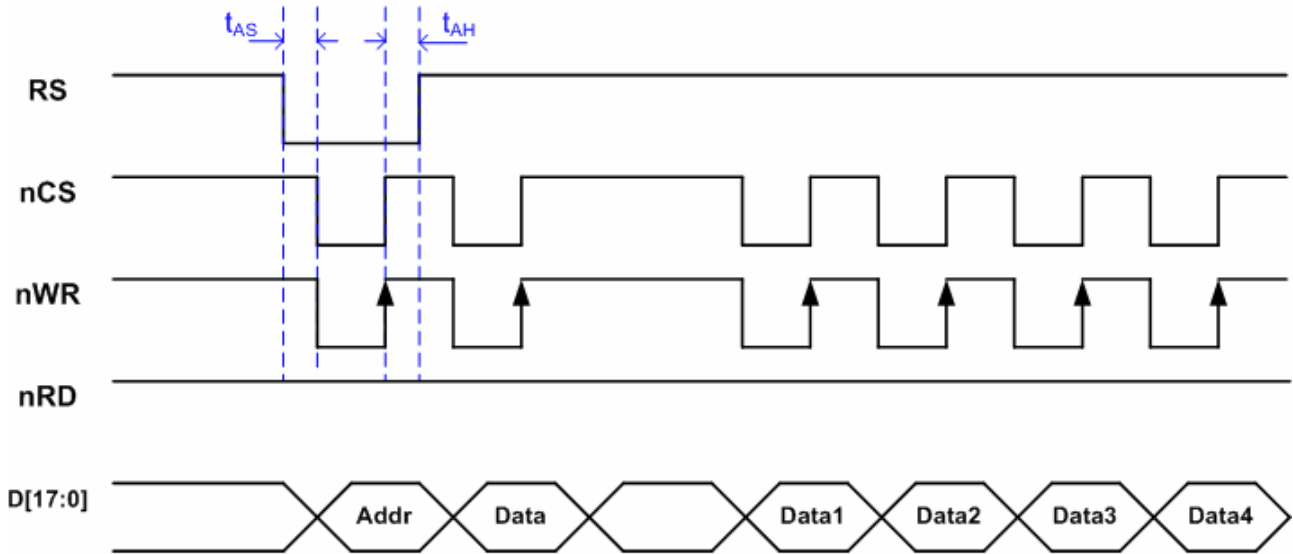 tAS tAH
RS
nCS
nWR
nRD
D[17:0] Addr Data Data1 Data2 Data3 Data4